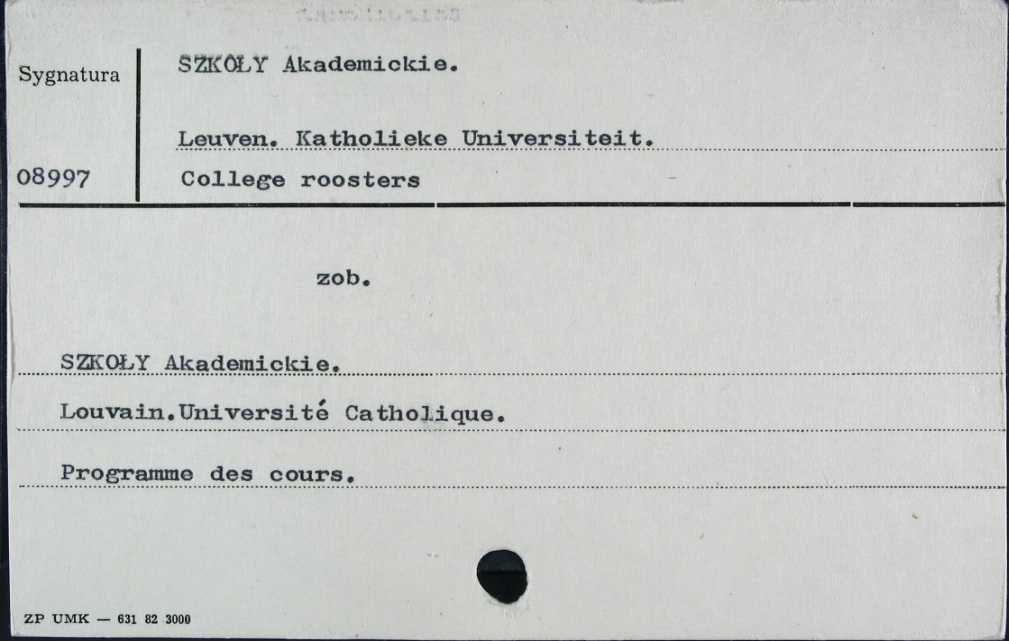 SZKOŁY Akademickie.
Sygnatura
Leuven. Katholieke Universiteit.
08997
College roosters
zob.
SZKOŁY Akademickie.
Louvain.Université Catholique.
Programme des cours.
ZP UMK — 631 82 3000